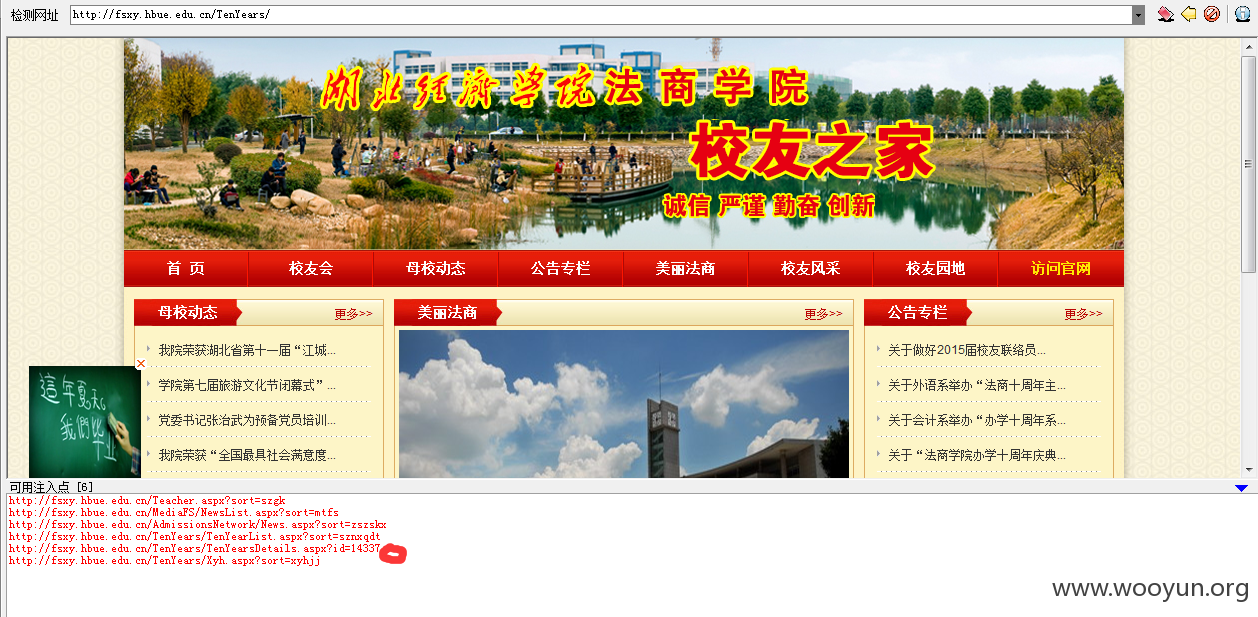 检测网址 http://fsxy.hbue.edu.cn/TenYears/
湖北经济学院法商学院
校友之家
诚信 严谨 勤奋 创新
首 页 校友会 母校动态 公告专栏 美丽法商 校友风采 校友园地 访问官网
母校动态 更多>>
我院荣获湖北省第十一届“江城...
学院第七届旅游文化节闭幕式”...
党委书记张治武为预备党员培训...
我院荣获“全国最具社会满意度...
美丽法商 更多>>
公告专栏 更多>>
关于做好2015届校友联络员...
关于外语系举办“法商十周年主...
关于会计系举办“办学十周年系...
关于“法商学院办学十周年庆典...
這年夏天
我們毕业
可用注入点 [6]
http://fsxy.hbue.edu.cn/Teacher.aspx?sort=szgk
http://fsxy.hbue.edu.cn/MediaFS/NewsList.aspx?sort=mtfs
http://fsxy.hbue.edu.cn/AdmissionsNetwork/News.aspx?sort=zszskx
http://fsxy.hbue.edu.cn/TenYears/TenYearList.aspx?sort=sznxqdt
http://fsxy.hbue.edu.cn/TenYears/TenYearsDetails.aspx?id=14337
http://fsxy.hbue.edu.cn/TenYears/Xyh.aspx?sort=xyhjj
www.wooyun.org